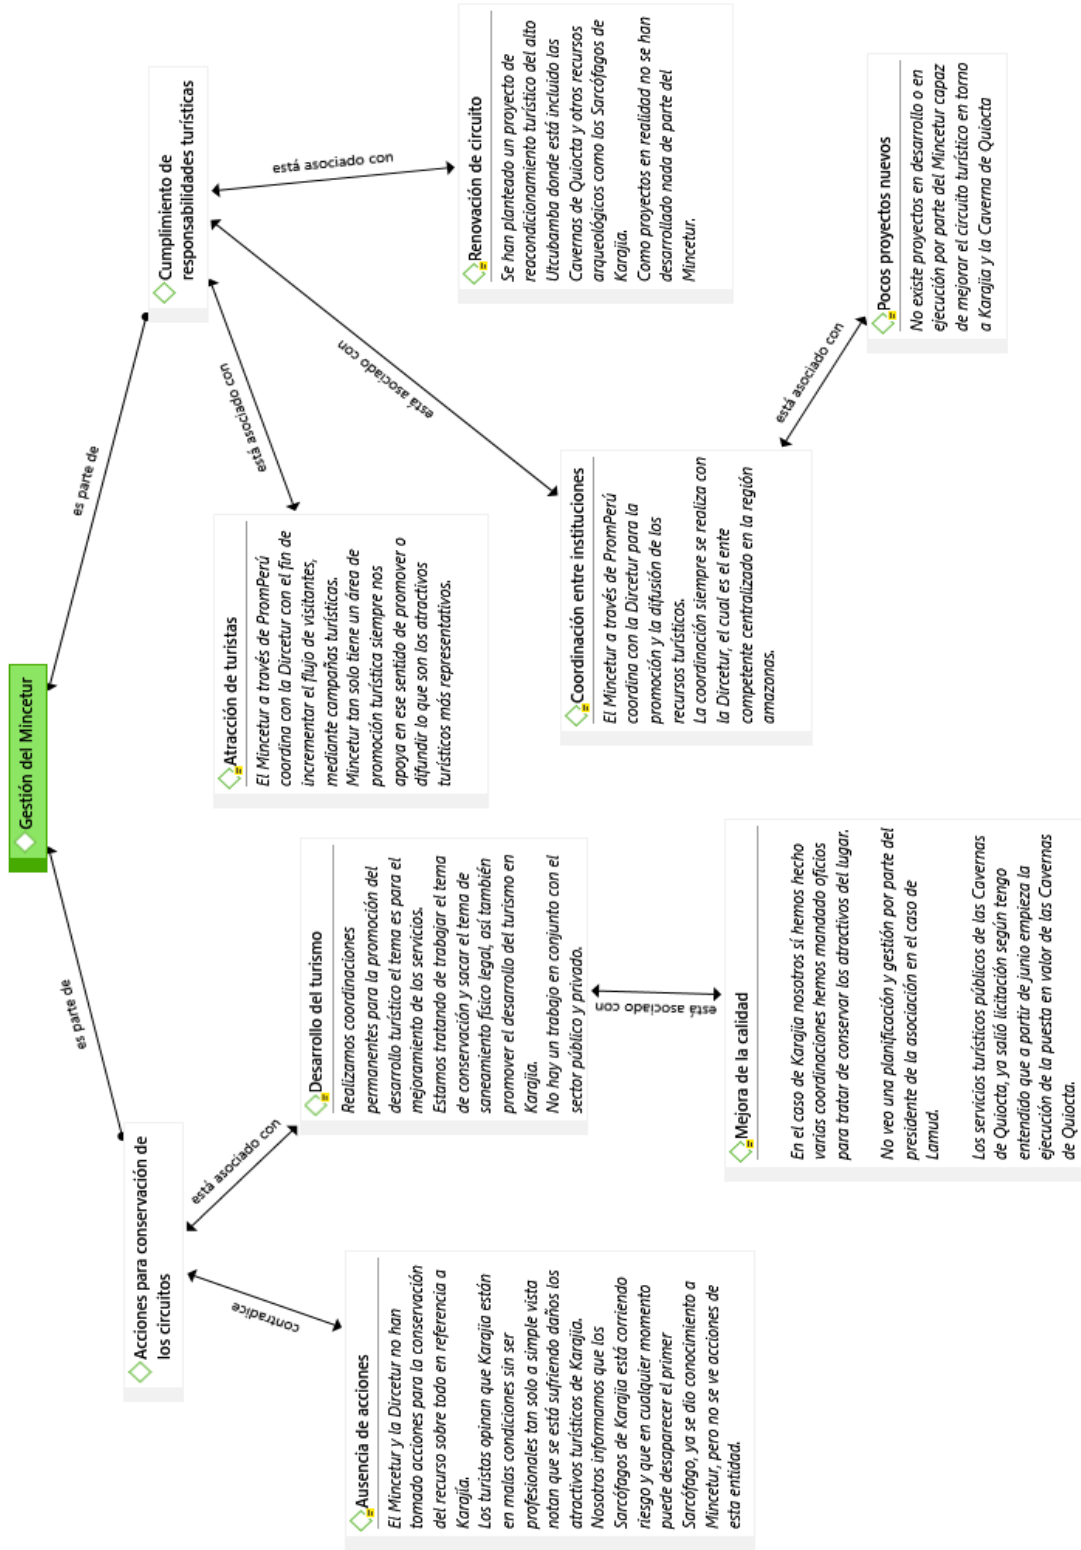 Gestión del Mincetur
es parte de
es parte de
Acciones para conservación de
los circuitos
Cumplimiento de
responsabilidades turísticas
contradice
está asociado con
está asociado con
está asociado con
está asociado con
Ausencia de acciones
El Mincetur y la Dircetur no han
tomado acciones para la conservación
del recurso sobre todo en referencia a
Karajía.
Los turistas opinan que Karajia están
en malas condiciones sin ser
profesionales tan solo a simple vista
notan que se está sufriendo daños los
atractivos turísticos de Karajia.
Nosotros informamos que los
Sarcófagos de Karajia está corriendo
riesgo y que en cualquier momento
puede desaparecer el primer
Sarcófago, ya se dio conocimiento a
Mincetur, pero no se ve acciones de
esta entidad.
Desarrollo del turismo
Realizamos coordinaciones
permanentes para la promoción del
desarrollo turístico el tema es para el
mejoramiento de los servicios.
Estamos tratando de trabajar el tema
de conservación y sacar el tema de
saneamiento físico legal, así también
promover el desarrollo del turismo en
Karajia.
No hay un trabajo en conjunto con el
sector público y privado.
Atracción de turistas
El Mincetur a través de PromPerú
coordina con la Dircetur con el fin de
incrementar el flujo de visitantes,
mediante campañas turísticas.
Mincetur tan solo tiene un área de
promoción turística siempre nos
apoya en ese sentido de promover o
difundir lo que son los atractivos
turísticos más representativos.
Renovación de circuito
Se han planteado un proyecto de
reacondicionamiento turístico del alto
Utcubamba donde está incluido las
Cavernas de Quiocta y otros recursos
arqueológicos como los Sarcófagos de
Karajia.
Como proyectos en realidad no se han
desarrollado nada de parte del
Mincetur.
está asociado con
Mejora de la calidad
En el caso de Karajia nosotros sí hemos hecho
varias coordinaciones hemos mandado oficios
para tratar de conservar los atractivos del lugar.
No veo una planificación y gestión por parte del
presidente de la asociación en el caso de
Lamud.
Los servicios turísticos públicos de las Cavernas
de Quiocta, ya salió licitación según tengo
entendido que a partir de junio empieza la
ejecución de la puesta en valor de las Cavernas
de Quiocta.
Coordinación entre instituciones
El Mincetur a través de PromPerú
coordina con la Dircetur para la
promoción y la difusión de los
recursos turísticos.
La coordinación siempre se realiza con
la Dircetur, el cual es el ente
competente centralizado en la región
amazonas.
está asociado con
Pocos proyectos nuevos
No existe proyectos en desarrollo o en
ejecución por parte del Mincetur capaz
de mejorar el circuito turístico en torno
a Karajia y la Caverna de Quiocta